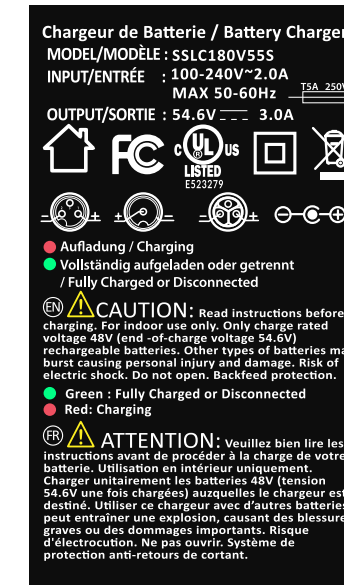 Chargeur de Batterie / Battery Charger
MODEL/MODÈLE : SSLC180V55S
INPUT/ENTRÉE : 100-240V~2.0A
MAX 50-60Hz T5A 250V
OUTPUT/SORTIE : 54.6V 3.0A
FC c UL US
LISTED
E523279
Aufladung / Charging
Vollständig aufgeladen oder getrennt
/ Fully Charged or Disconnected
EN CAUTION: Read instructions before
charging. For indoor use only. Only charge rated
voltage 48V (end -of-charge voltage 54.6V)
rechargeable batteries. Other types of batteries ma
burst causing personal injury and damage. Risk of
electric shock. Do not open. Backfeed protection.
Green : Fully Charged or Disconnected
Red: Charging
FR ATTENTION: Veuillez bien lire les
instructions avant de procéder à la charge de votre
batterie. Utilisation en intérieur uniquement.
Charger unitairement les batteries 48V (tension
54.6V une fois chargées) auzquelles le chargeur est
destiné. Utiliser ce chargeur avec d'autres batteries
peut entraîner une explosion, causant des blessure
graves ou des dommages importants. Risque
d'électrocution. Ne pas ouvrir. Système de
protection anti-retours de cortant.